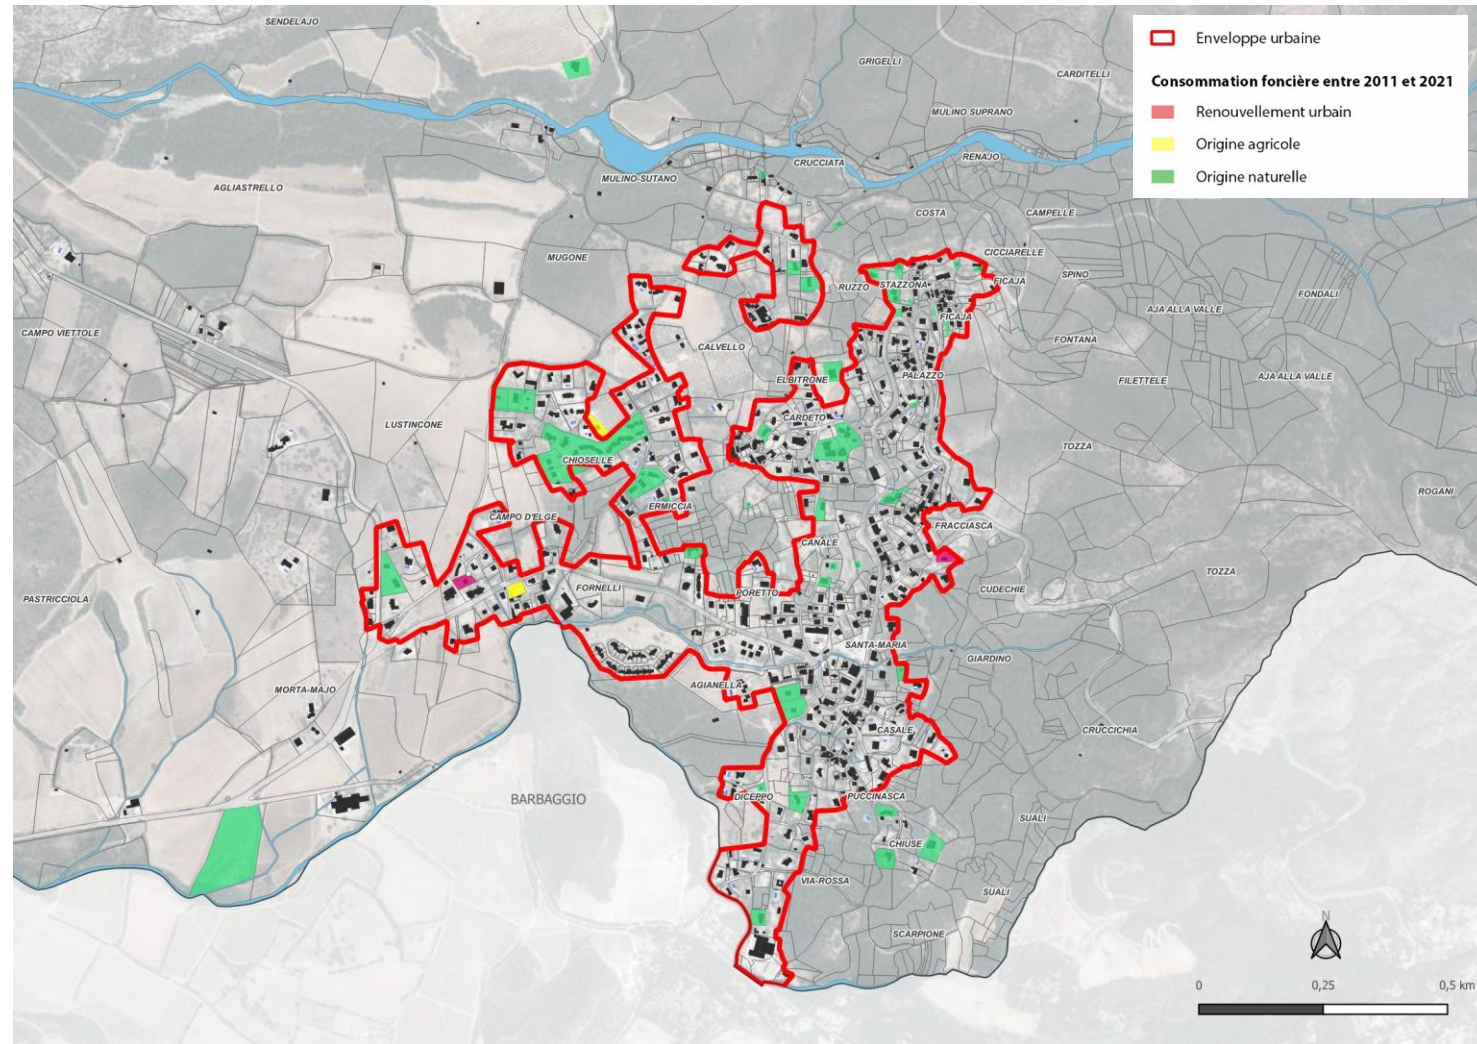 SENDELAJO
Enveloppe urbaine
GRIGELLI
CARDITELLI
Consommation foncière entre 2011 et 2021
MULINO SUPRANO
Renouvellement urbain
Origine agricole
CRUCCIATA
RENAJO
MULINO-SUTANO
Origine naturelle
AGLIASTRELLO
COSTA
CAMPELLE
MUGONE
CICCIARELLE
SPINO
RUZZO
STAZZONA
FICAJA
FONDALI
AJA ALLA VALLE
FICAJA
CAMPO VIETTOLE
CALVELLO
FONTANA
ELBITRONE
PALAZZO
FILETTELE
AJA ALLA VALLE
LUSTINCONE
CARDETO
TOZZA
CHIOSELLE
ROGANI
ERMICCIA
CAMPO D'ELGE
FRACCIASCA
CANALE
TOZZA
PASTRICCIOLA
FORNELLI
PORETTO
CUDECHIE
SANTA-MARIA
GIARDINO
AGIANELLA
MORTA-MAJO
CASALE
CRUCCICHIA
BARBAGGIO
DICEPPO
PUCCINASCA
SUALI
CHIUSE
VIA-ROSSA
SUALI
SCARPIONE
N
0 0,25 0,5 km